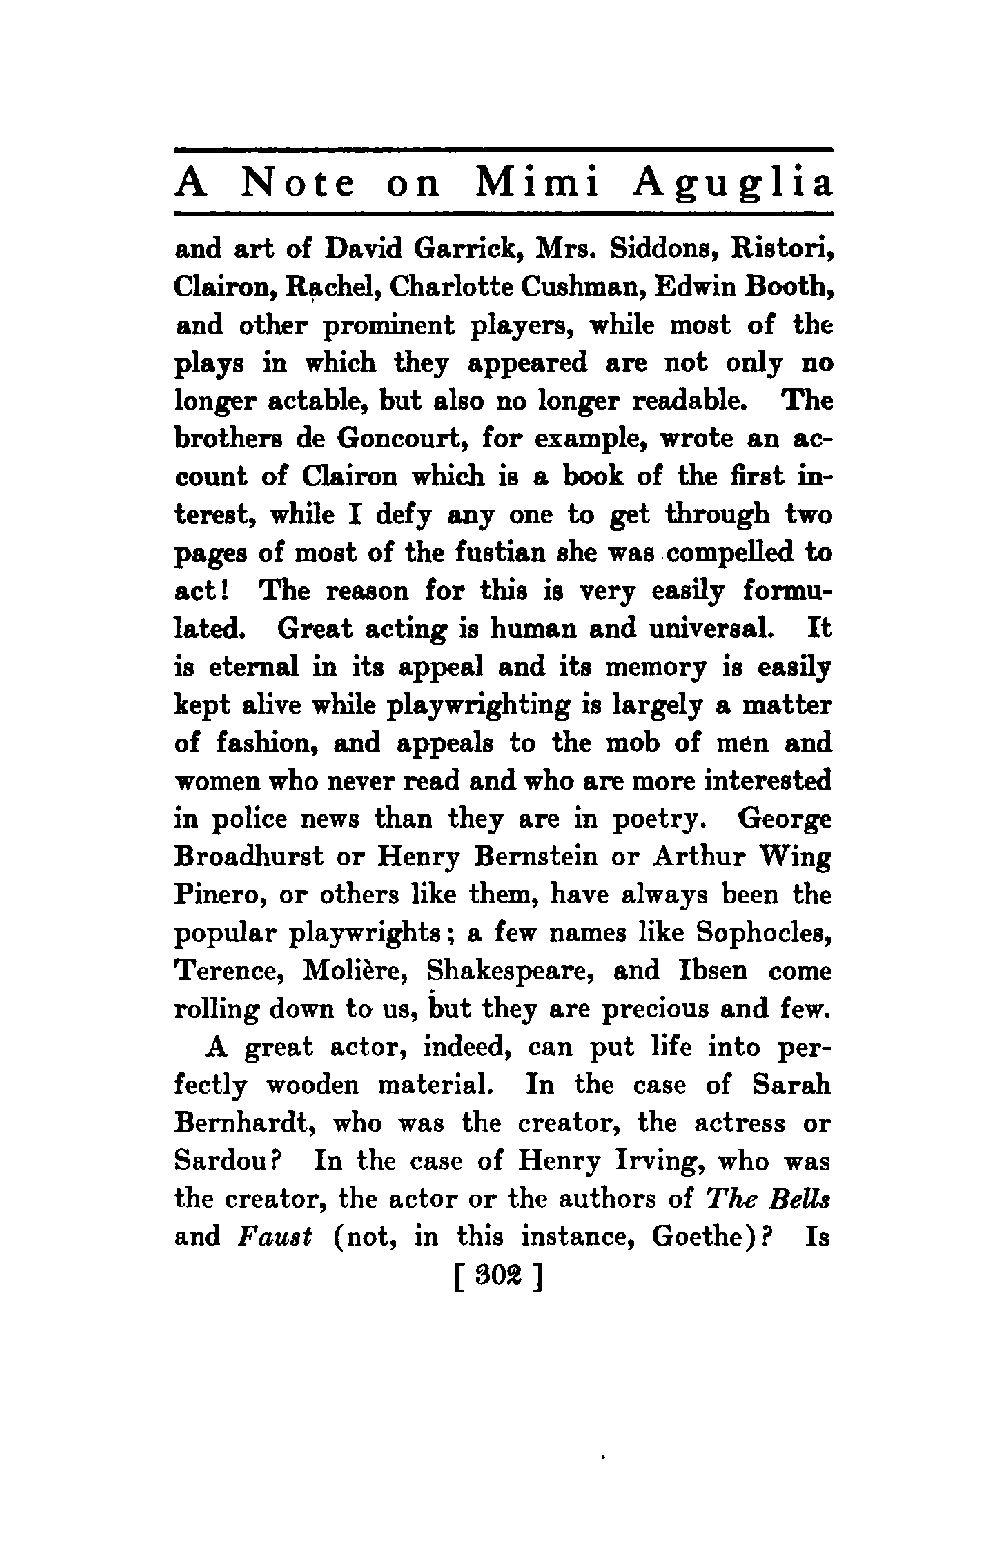 A Note on Mimi Aguglia
and art of David Garrick, Mrs. Siddons, Ristori,
Clairon, Rachel, Charlotte Cushman, Edwin Booth,
and other prominent players, while most of the
plays in which they appeared are not only no
longer actable, but also no longer readable. The
brothers de Goncourt, for example, wrote an ac-
count of Clairon which is a book of the first in-
terest, while I defy any one to get through two
pages of most of the fustian she was compelled to
act! The reason for this is very easily formu-
lated. Great acting is human and universal. It
is eternal in its appeal and its memory is easily
kept alive while playwrighting is largely a matter
of fashion, and appeals to the mob of men and
women who never read and who are more interested
in police news than they are in poetry. George
Broadhurst or Henry Bernstein or Arthur Wing
Pinero, or others like them, have always been the
popular playwrights; a few names like Sophocles,
Terence, Molière, Shakespeare, and Ibsen come
rolling down to us, but they are precious and few.
A great actor, indeed, can put life into per-
fectly wooden material. In the case of Sarah
Bernhardt, who was the creator, the actress or
Sardou? In the case of Henry Irving, who was
the creator, the actor or the authors of The Bells
and Faust (not, in this instance, Goethe)? Is
[ 302 ]